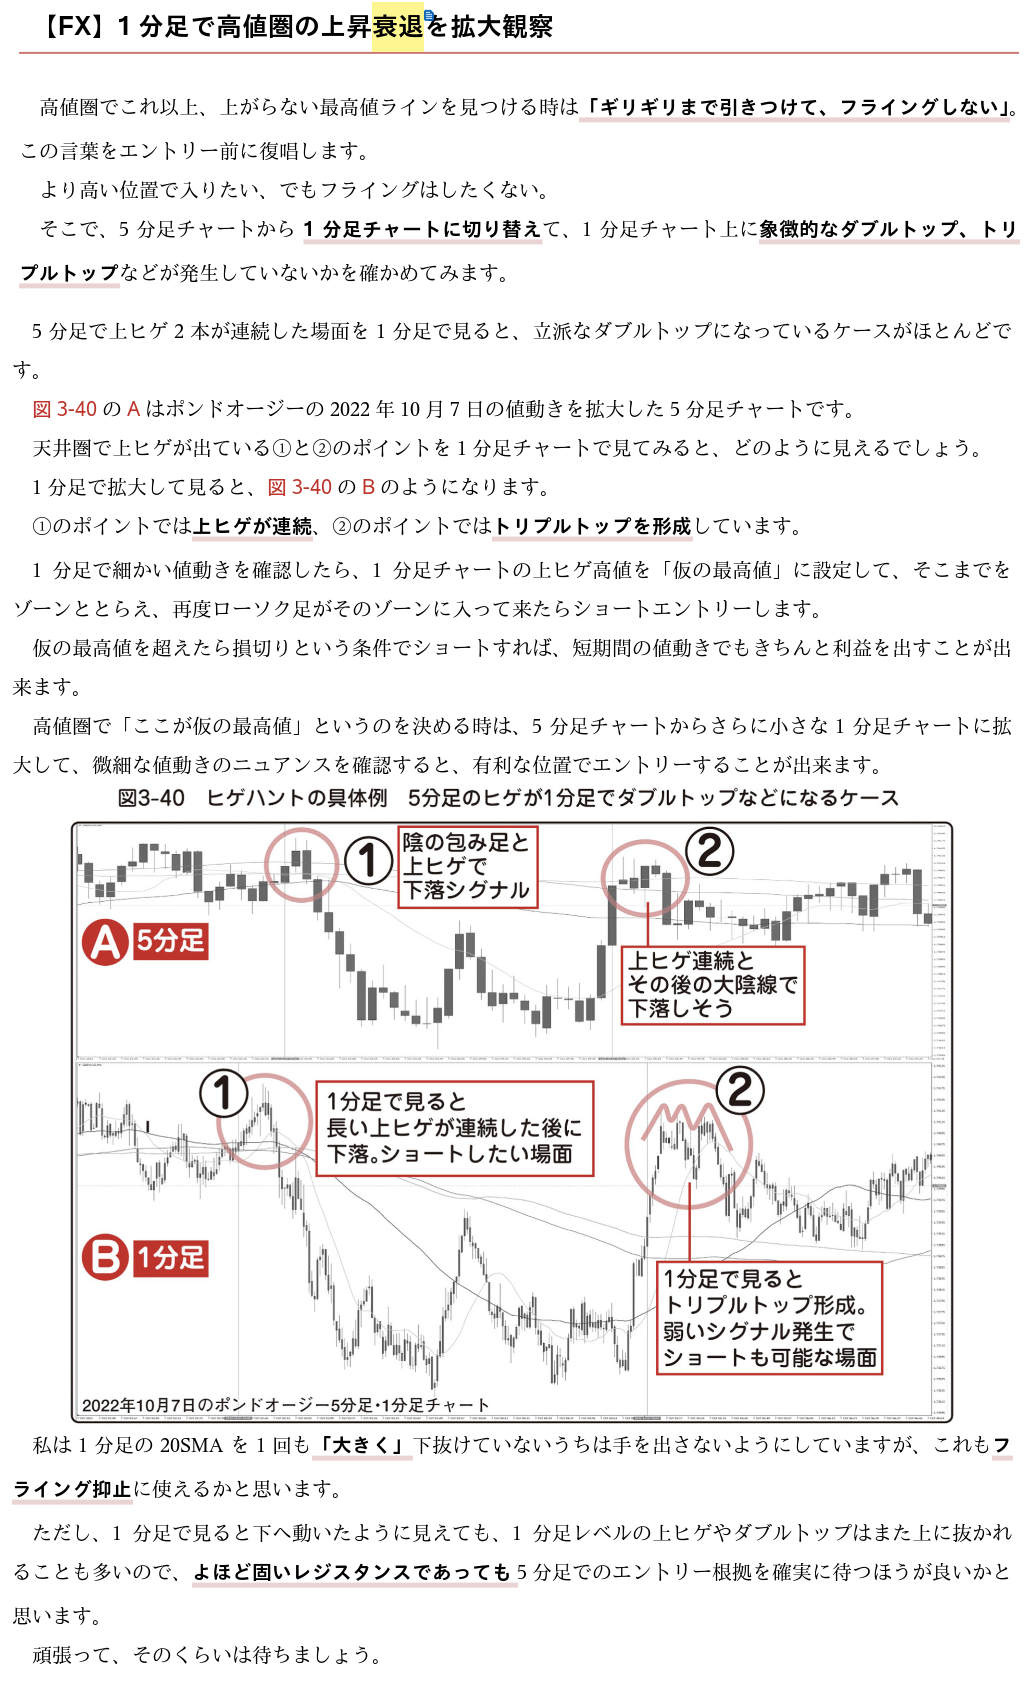 【FX】1 分足で高値圏の上昇衰退を拡大観察
高値圏でこれ以上、上がらない最高値ラインを見つける時は「ギリギリまで引きつけて、フライングしない」。
この言葉をエントリー前に復唱します。
より高い位置で入りたい、でもフライングはしたくない。
そこで、5 分足チャートから 1 分足チャートに切り替えて、1 分足チャート上に象徴的なダブルトップ、トリ
プルトップなどが発生していないかを確かめてみます。
5 分足で上ヒゲ 2 本が連続した場面を 1 分足で見ると、立派なダブルトップになっているケースがほとんどで
す。
図 3-40 の A はポンドオージーの 2022 年 10 月 7 日の値動きを拡大した 5 分足チャートです。
天井圏で上ヒゲが出ている①と②のポイントを 1 分足チャートで見てみると、どのように見えるでしょう。
1 分足で拡大して見ると、図 3-40 の B のようになります。
①のポイントでは上ヒゲが連続、②のポイントではトリプルトップを形成しています。
1 分足で細かい値動きを確認したら、1 分足チャートの上ヒゲ高値を「仮の最高値」に設定して、そこまでを
ゾーンととらえ、再度ローソク足がそのゾーンに入って来たらショートエントリーします。
仮の最高値を超えたら損切りという条件でショートすれば、短期間の値動きでもきちんと利益を出すことが出
来ます。
高値圏で「ここが仮の最高値」というのを決める時は、5 分足チャートからさらに小さな 1 分足チャートに拡
大して、微細な値動きのニュアンスを確認すると、有利な位置でエントリーすることが出来ます。
図3-40 ヒゲハントの具体例 5分足のヒゲが1分足でダブルトップなどになるケース
①
陰の包み足と
上ヒゲで
下落シグナル
②
A 5分足
上ヒゲ連続と
その後の大陰線で
下落しそう
①
1分足で見ると
長い上ヒゲが連続した後に
下落。ショートしたい場面
②
B 1分足
1分足で見ると
トリプルトップ形成。
弱いシグナル発生で
ショートも可能な場面
2022年10月7日のポンドオージー5分足・1分足チャート
私は 1 分足の 20SMA を 1 回も「大きく」下抜けていないうちは手を出さないようにしていますが、これもフ
ライング抑止に使えるかと思います。
ただし、1 分足で見ると下へ動いたように見えても、1 分足レベルの上ヒゲやダブルトップはまた上に抜かれ
ることも多いので、よほど固いレジスタンスであっても 5 分足でのエントリー根拠を確実に待つほうが良いかと
思います。
頑張って、そのくらいは待ちましょう。